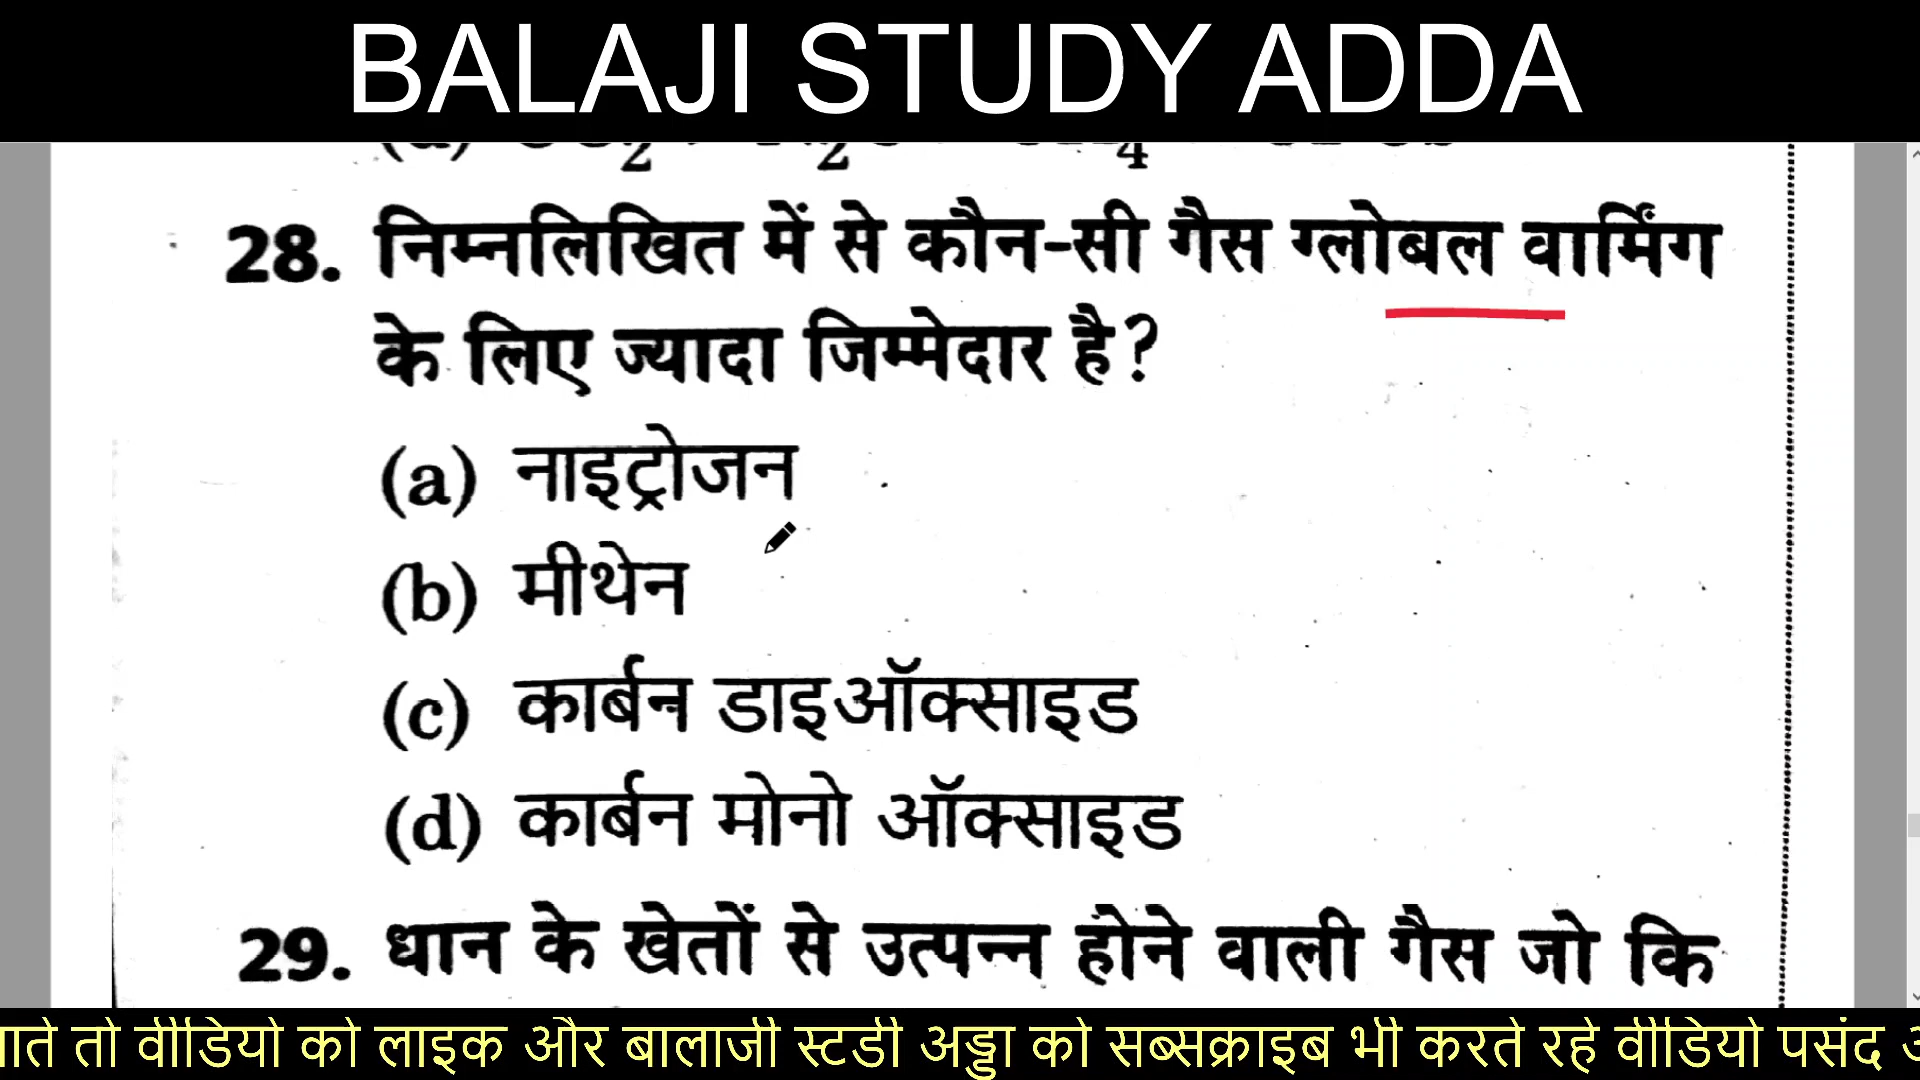 BALAJI STUDY ADDA
28. निम्नलिखित में से कौन-सी गैस ग्लोबल वार्मिंग
के लिए ज्यादा जिम्मेदार है?
(a) नाइट्रोजन
(b) मीथेन
(c) कार्बन डाइऑक्साइड
(d) कार्बन मोनो ऑक्साइड
29. धान के खेतों से उत्पन्न होने वाली गैस जो कि
तो वीडियो को लाइक और बालाजी स्टडी अड्डा को सब्सक्राइब भी करते रहे वीडियो पसंद